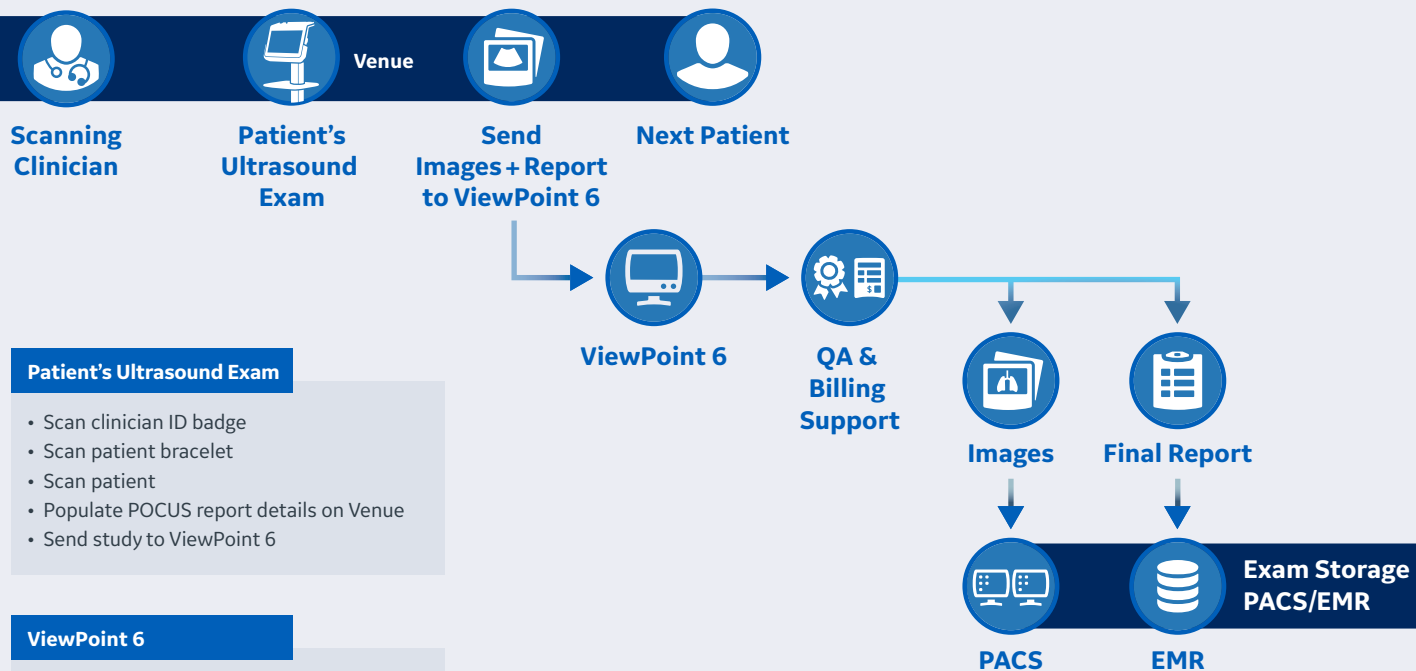 Venue
Scanning
Clinician
Patient's
Ultrasound
Exam
Send
Images + Report
to ViewPoint 6
Next Patient
ViewPoint 6
QA &
Billing
Support
Images
Final Report
Patient's Ultrasound Exam
• Scan clinician ID badge
• Scan patient bracelet
• Scan patient
• Populate POCUS report details on Venue
• Send study to ViewPoint 6
Exam Storage
PACS/EMR
PACS
EMR
ViewPoint 6